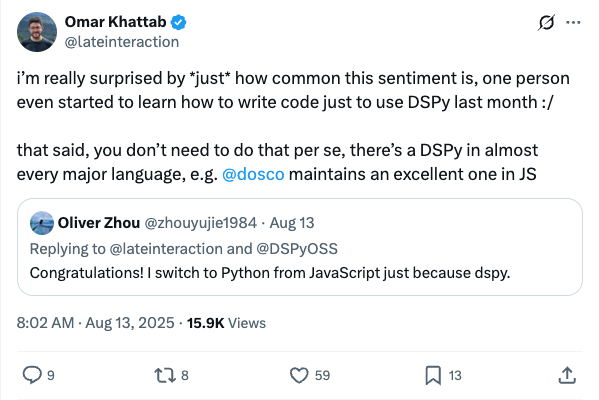 Omar Khattab
@lateinteraction
i’m really surprised by *just* how common this sentiment is, one person
even started to learn how to write code just to use DSPy last month :/
that said, you don’t need to do that per se, there’s a DSPy in almost
every major language, e.g. @dosco maintains an excellent one in JS
Oliver Zhou @zhouyujie1984 · Aug 13
Replying to @lateinteraction and @DSPyOSS
Congratulations! I switch to Python from JavaScript just because dspy.
8:02 AM · Aug 13, 2025 · 15.9K Views
9 8 59 13